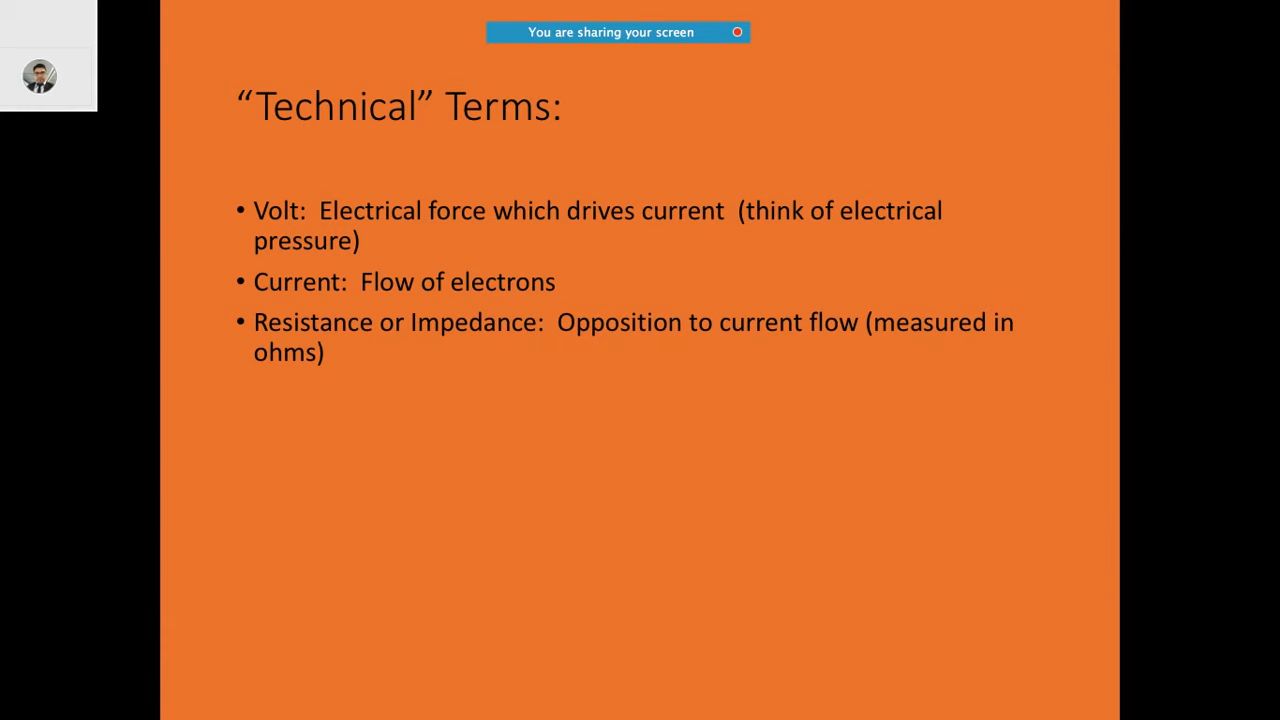 You are sharing your screen
“Technical” Terms:
• Volt:  Electrical force which drives current  (think of electrical
pressure)
• Current:  Flow of electrons
• Resistance or Impedance:  Opposition to current flow (measured in
ohms)